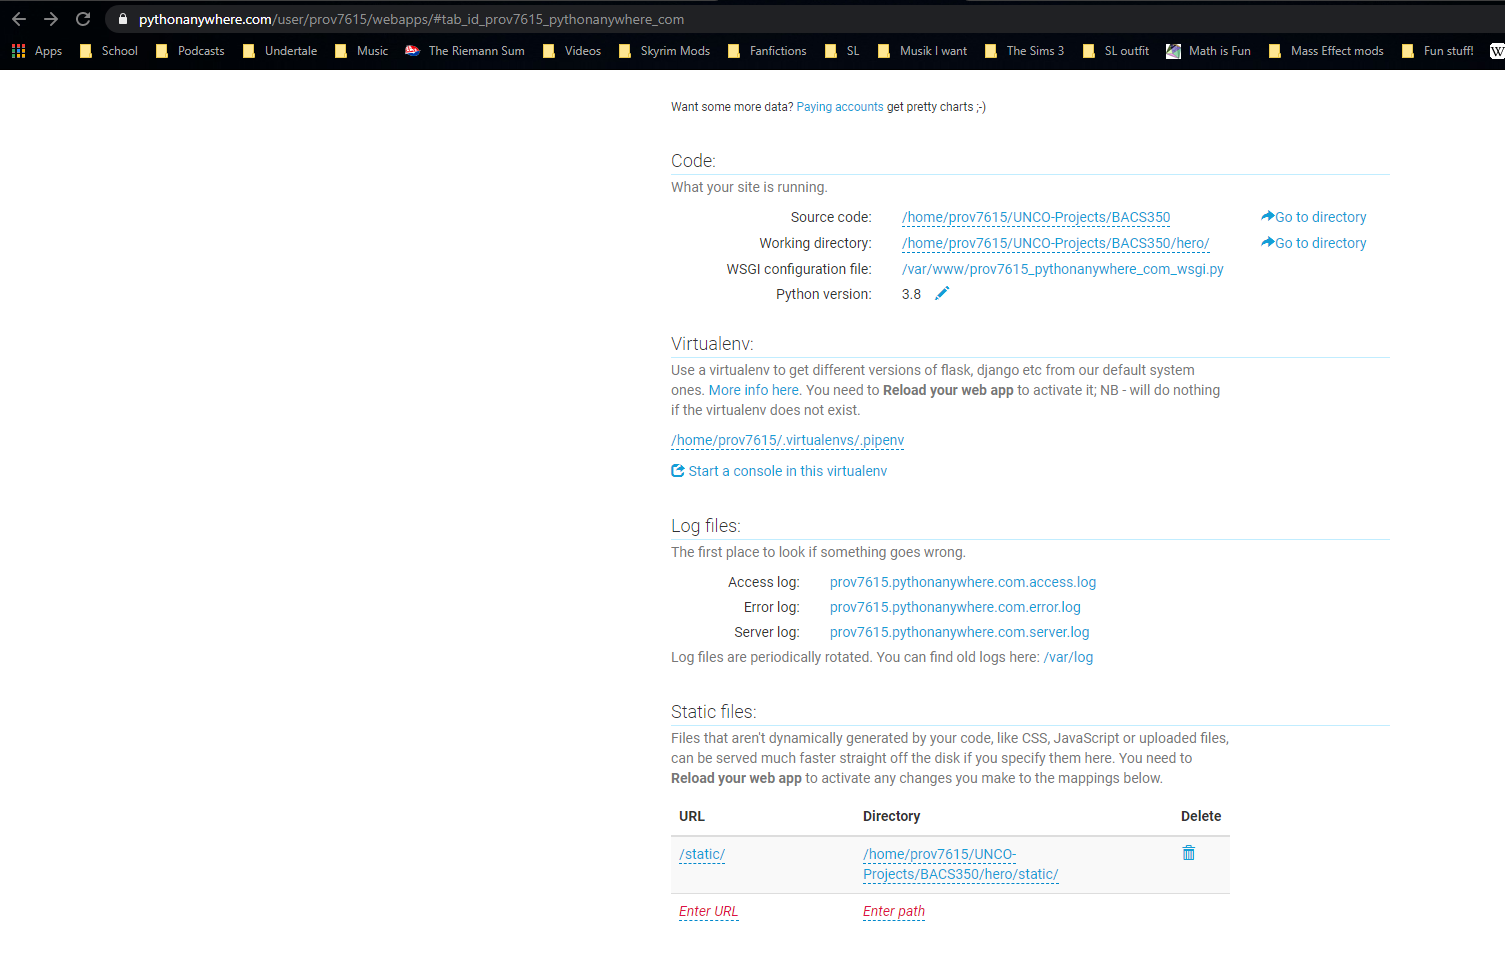 pythonanywhere.com/user/prov7615/webapps/#tab_id_prov7615_pythonanywhere_com
Apps School Podcasts Undertale Music The Riemann Sum Videos Skyrim Mods Fanfictions SL Musik I want The Sims 3 SL outfit Math is Fun Mass Effect mods Fun stuff! W
Want some more data? Paying accounts get pretty charts ;-)
Code:
What your site is running.
Source code: /home/prov7615/UNCO-Projects/BACS350 Go to directory
Working directory: /home/prov7615/UNCO-Projects/BACS350/hero/ Go to directory
WSGI configuration file: /var/www/prov7615_pythonanywhere_com_wsgi.py
Python version: 3.8
Virtualenv:
Use a virtualenv to get different versions of flask, django etc from our default system
ones. More info here. You need to Reload your web app to activate it; NB - will do nothing
if the virtualenv does not exist.
/home/prov7615/.virtualenvs/.pipenv
Start a console in this virtualenv
Log files:
The first place to look if something goes wrong.
Access log: prov7615.pythonanywhere.com.access.log
Error log: prov7615.pythonanywhere.com.error.log
Server log: prov7615.pythonanywhere.com.server.log
Log files are periodically rotated. You can find old logs here: /var/log
Static files:
Files that aren't dynamically generated by your code, like CSS, JavaScript or uploaded files,
can be served much faster straight off the disk if you specify them here. You need to
Reload your web app to activate any changes you make to the mappings below.
URL Directory Delete
/static/ /home/prov7615/UNCO-
Projects/BACS350/hero/static/
Enter URL Enter path